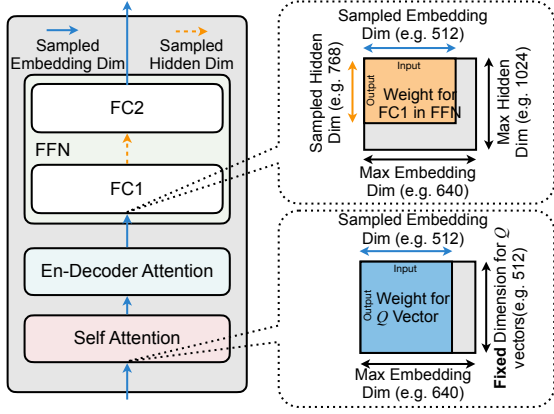 Sampled
Embedding Dim
Sampled
Hidden Dim
FC2
FFN
FC1
En-Decoder Attention
Self Attention
Sampled Embedding
Dim (e.g. 512)
Sampled Hidden
Dim (e.g. 768)
Input
Output
Weight for
FC1 in FFN
Max Hidden
Dim (e.g. 1024)
Max Embedding
Dim (e.g. 640)
Sampled Embedding
Dim (e.g. 512)
Input
Output
Weight for
Q Vector
Fixed Dimension for Q
vectors(e.g. 512)
Max Embedding
Dim (e.g. 640)